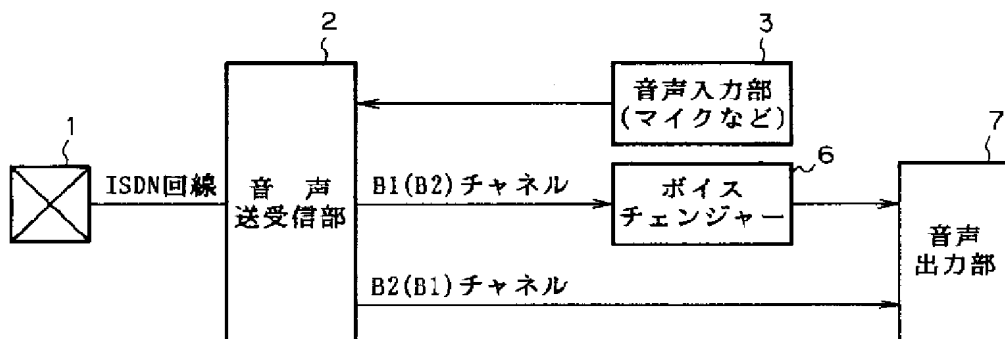 2
3
音声入力部
(マイクなど)
7
1
6
ISDN回線
音声
送受信部
B1(B2)チャネル
ボイス
チェンジャー
音声
出力部
B2(B1)チャネル